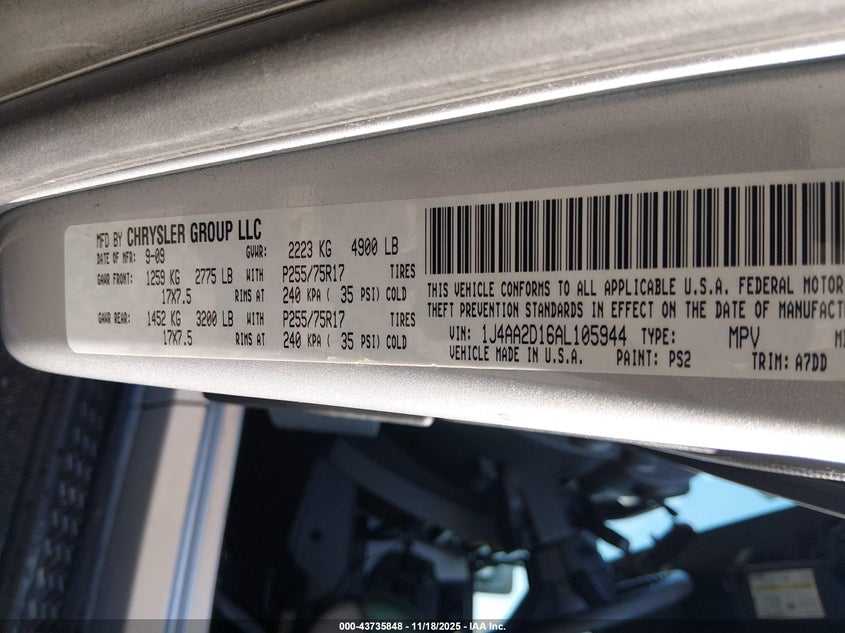 MFD BY CHRYSLER GROUP LLC
DATE OF MFR: 9-09 GVWR: 2223 KG 4900 LB
GAWR FRONT: 1259 KG 2775 LB WITH P255/75R17 TIRES
17X7.5 RIMS AT 240 KPA ( 35 PSI) COLD
GAWR REAR: 1452 KG 3200 LB WITH P255/75R17 TIRES
17X7.5 RIMS AT 240 KPA ( 35 PSI) COLD
THIS VEHICLE CONFORMS TO ALL APPLICABLE U.S.A. FEDERAL MOTOR
THEFT PREVENTION STANDARDS IN EFFECT ON THE DATE OF MANUFACT
VIN: 1J4AA2D16AL105944 TYPE: MPV
VEHICLE MADE IN U.S.A. PAINT: PS2 TRIM: A7DD
000-43735848 - 11/18/2025 - IAA Inc.